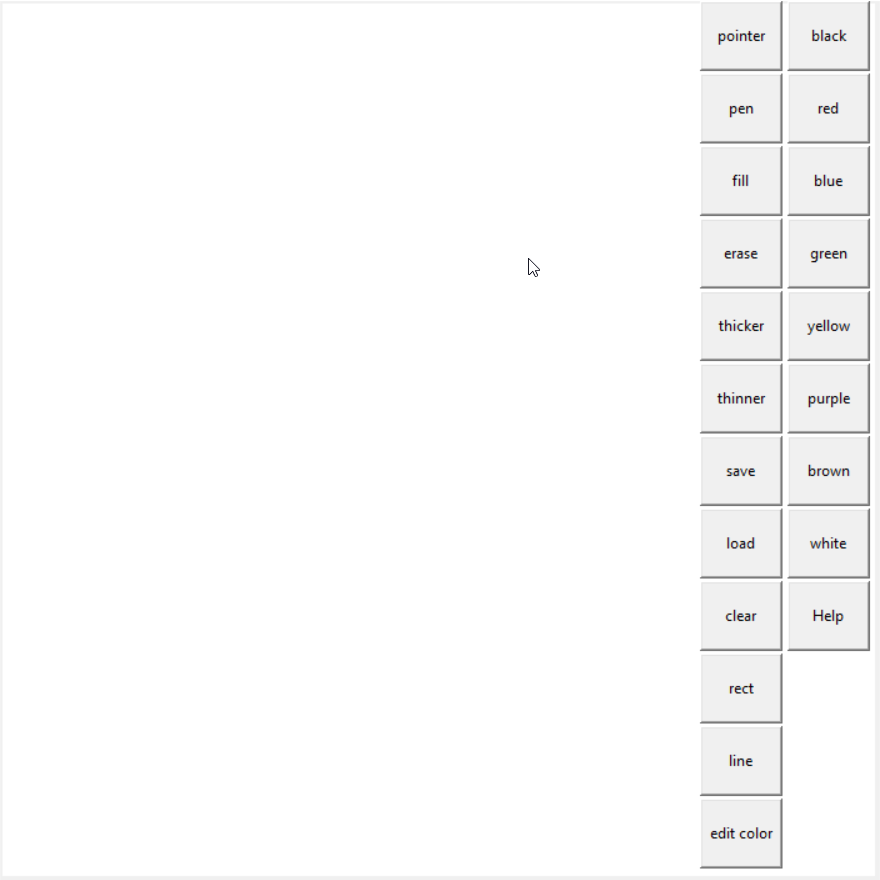 pointer black
pen red
fill blue
erase green
thicker yellow
thinner purple
save brown
load white
clear Help
rect
line
edit color